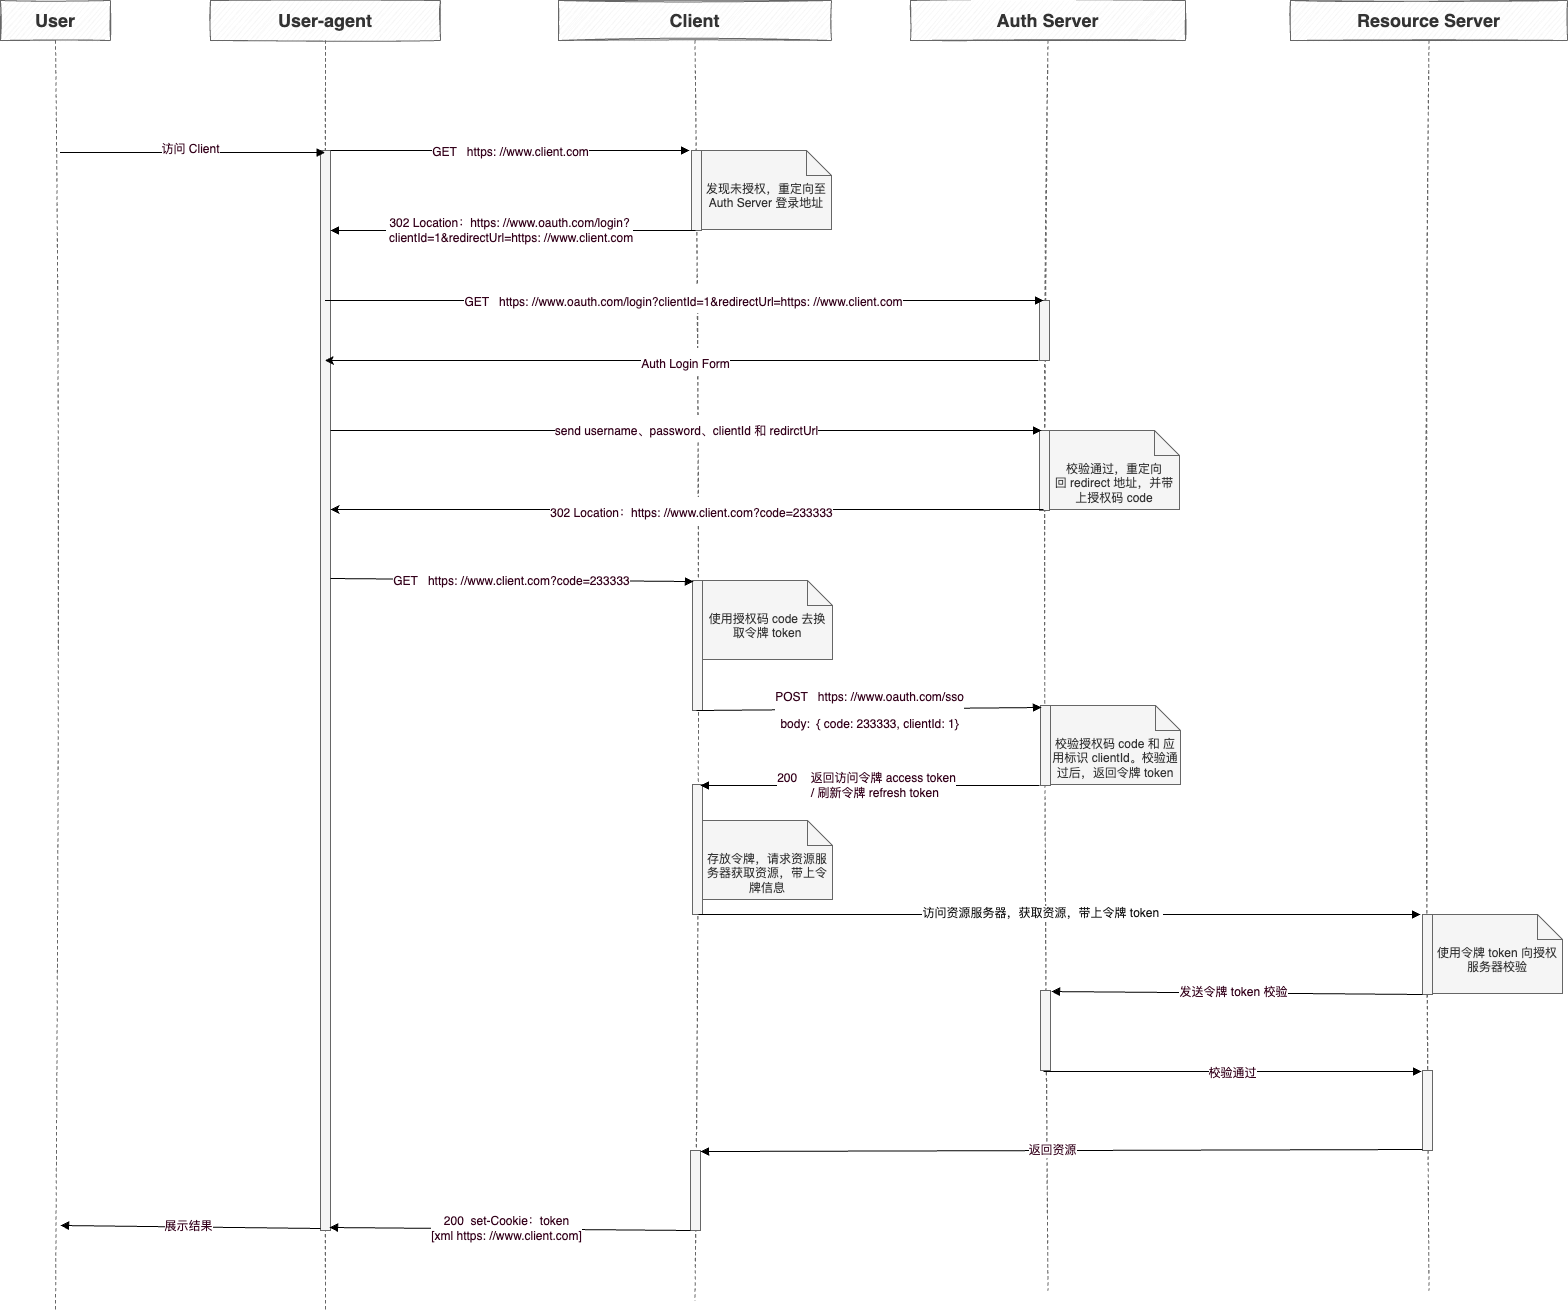 User
User-agent
Client
Auth Server
Resource Server
访问 Client
GET   https: //www.client.com
发现未授权，重定向至
Auth Server 登录地址
302 Location：https: //www.oauth.com/login?
clientId=1&redirectUrl=https: //www.client.com
GET   https: //www.oauth.com/login?clientId=1&redirectUrl=https: //www.client.com
Auth Login Form
send username、password、clientId 和 redirctUrl
校验通过，重定向
回 redirect 地址，并带
上授权码 code
302 Location：https: //www.client.com?code=233333
GET   https: //www.client.com?code=233333
使用授权码 code 去换
取令牌 token
POST   https: //www.oauth.com/sso
body:  { code: 233333, clientId: 1}
校验授权码 code 和 应
用标识 clientId。校验通
过后，返回令牌 token
200    返回访问令牌 access token
/ 刷新令牌 refresh token
存放令牌，请求资源服
务器获取资源，带上令
牌信息
访问资源服务器，获取资源，带上令牌 token
使用令牌 token 向授权
服务器校验
发送令牌 token 校验
校验通过
返回资源
200  set-Cookie：token
[xml https: //www.client.com]
展示结果